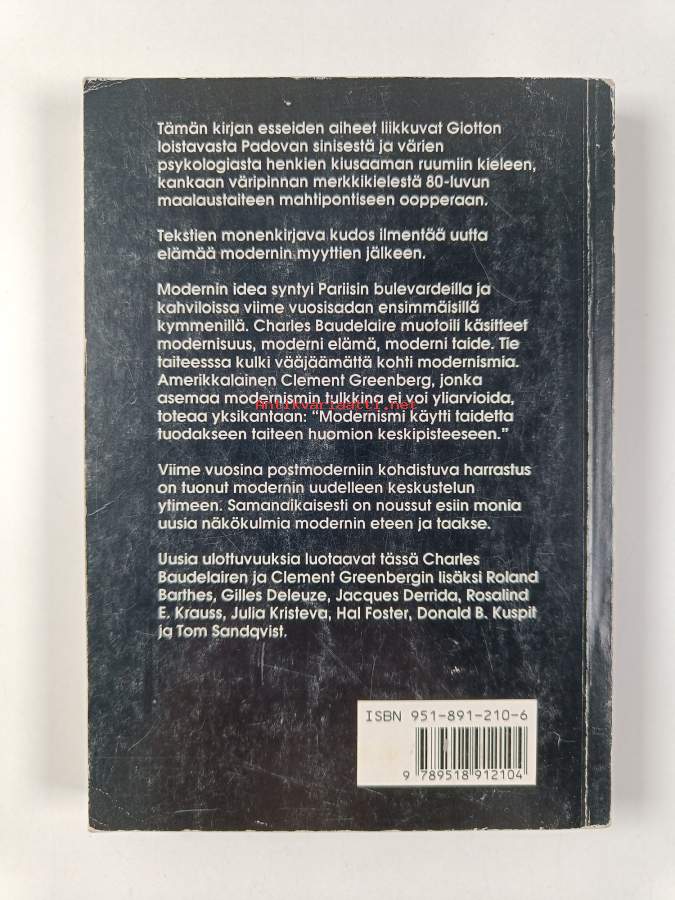 Tämän kirjan esseiden aiheet liikkuvat Giotton
loistavasta Padovan sinisestä ja värien
psykologiasta henkien kiusaaman ruumiin kieleen,
kankaan väripinnan merkkikielestä 80-luvun
maalaustaiteen mahtipontiseen oopperaan.
Tekstien monenkirjava kudos ilmentää uutta
elämää modernin myyttien jälkeen.
Modernin idea syntyi Pariisin bulevardeilla ja
kahviloissa viime vuosisadan ensimmäisillä
kymmenillä. Charles Baudelaire muotoili käsitteet
modernisuus, moderni elämä, moderni taide. Tie
taiteesssa kulki vääjäämättä kohti modernismia.
Amerikkalainen Clement Greenberg, jonka
asemaa modernismin tulkkina ei voi yliarvioida,
Antikvariaatti.net
toteaa yksikantaan: “Modernismi käytti taidetta
tuodakseen taiteen huomion keskipisteeseen.”
Viime vuosina postmoderniin kohdistuva harrastus
on tuonut modernin uudelleen keskustelun
ytimeen. Samanaikaisesti on noussut esiin monia
uusia näkökulmia modernin eteen ja taakse.
Uusia ulottuvuuksia luotaavat tässä Charles
Baudelairen ja Clement Greenbergin lisäksi Roland
Barthes, Gilles Deleuze, Jacques Derrida, Rosalind
E. Krauss, Julia Kristeva, Hal Foster, Donald B. Kuspit
ja Tom Sandqvist.
ISBN 951-891-210-6
9 789518 912104